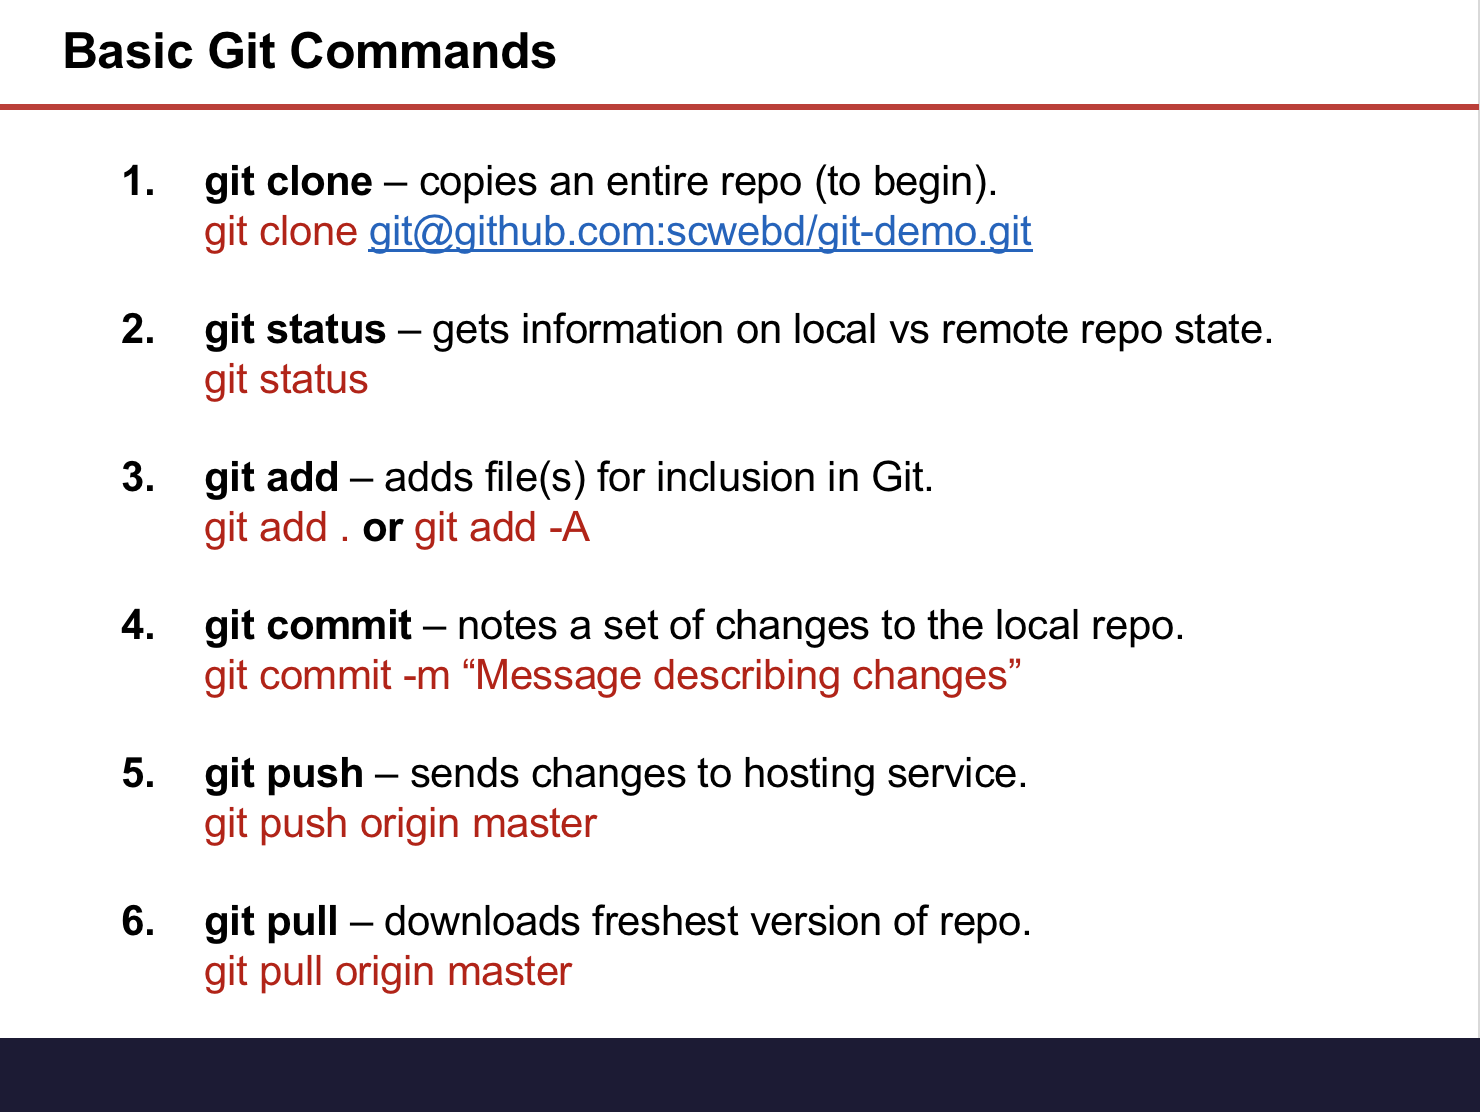 Basic Git Commands
1. git clone – copies an entire repo (to begin).
git clone git@github.com:scwebd/git-demo.git
2. git status – gets information on local vs remote repo state.
git status
3. git add – adds file(s) for inclusion in Git.
git add . or git add -A
4. git commit – notes a set of changes to the local repo.
git commit -m “Message describing changes”
5. git push – sends changes to hosting service.
git push origin master
6. git pull – downloads freshest version of repo.
git pull origin master